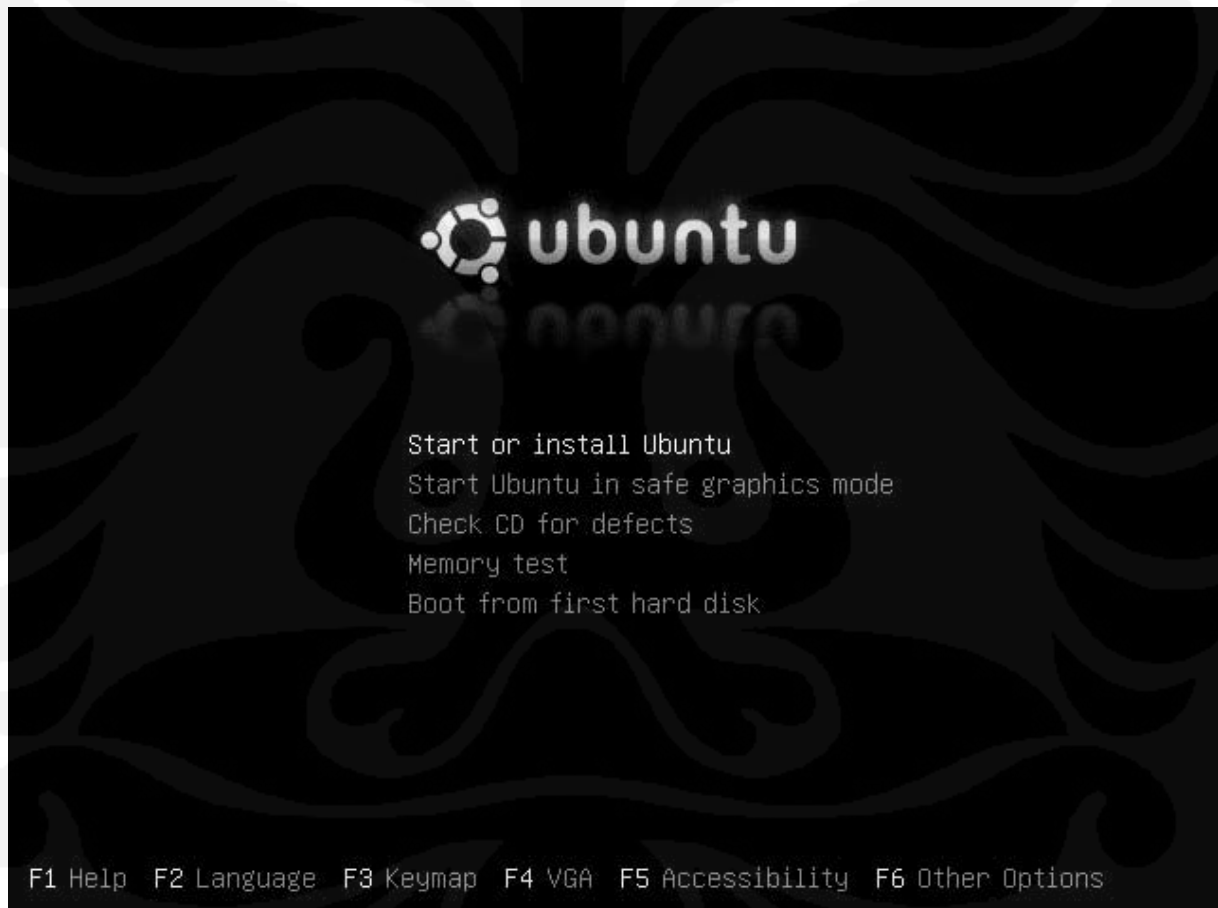 ubuntu
Start or install Ubuntu
Start Ubuntu in safe graphics mode
Check CD for defects
Memory test
Boot from first hard disk
F1 Help F2 Language F3 Keymap F4 VGA F5 Accessibility F6 Other Options